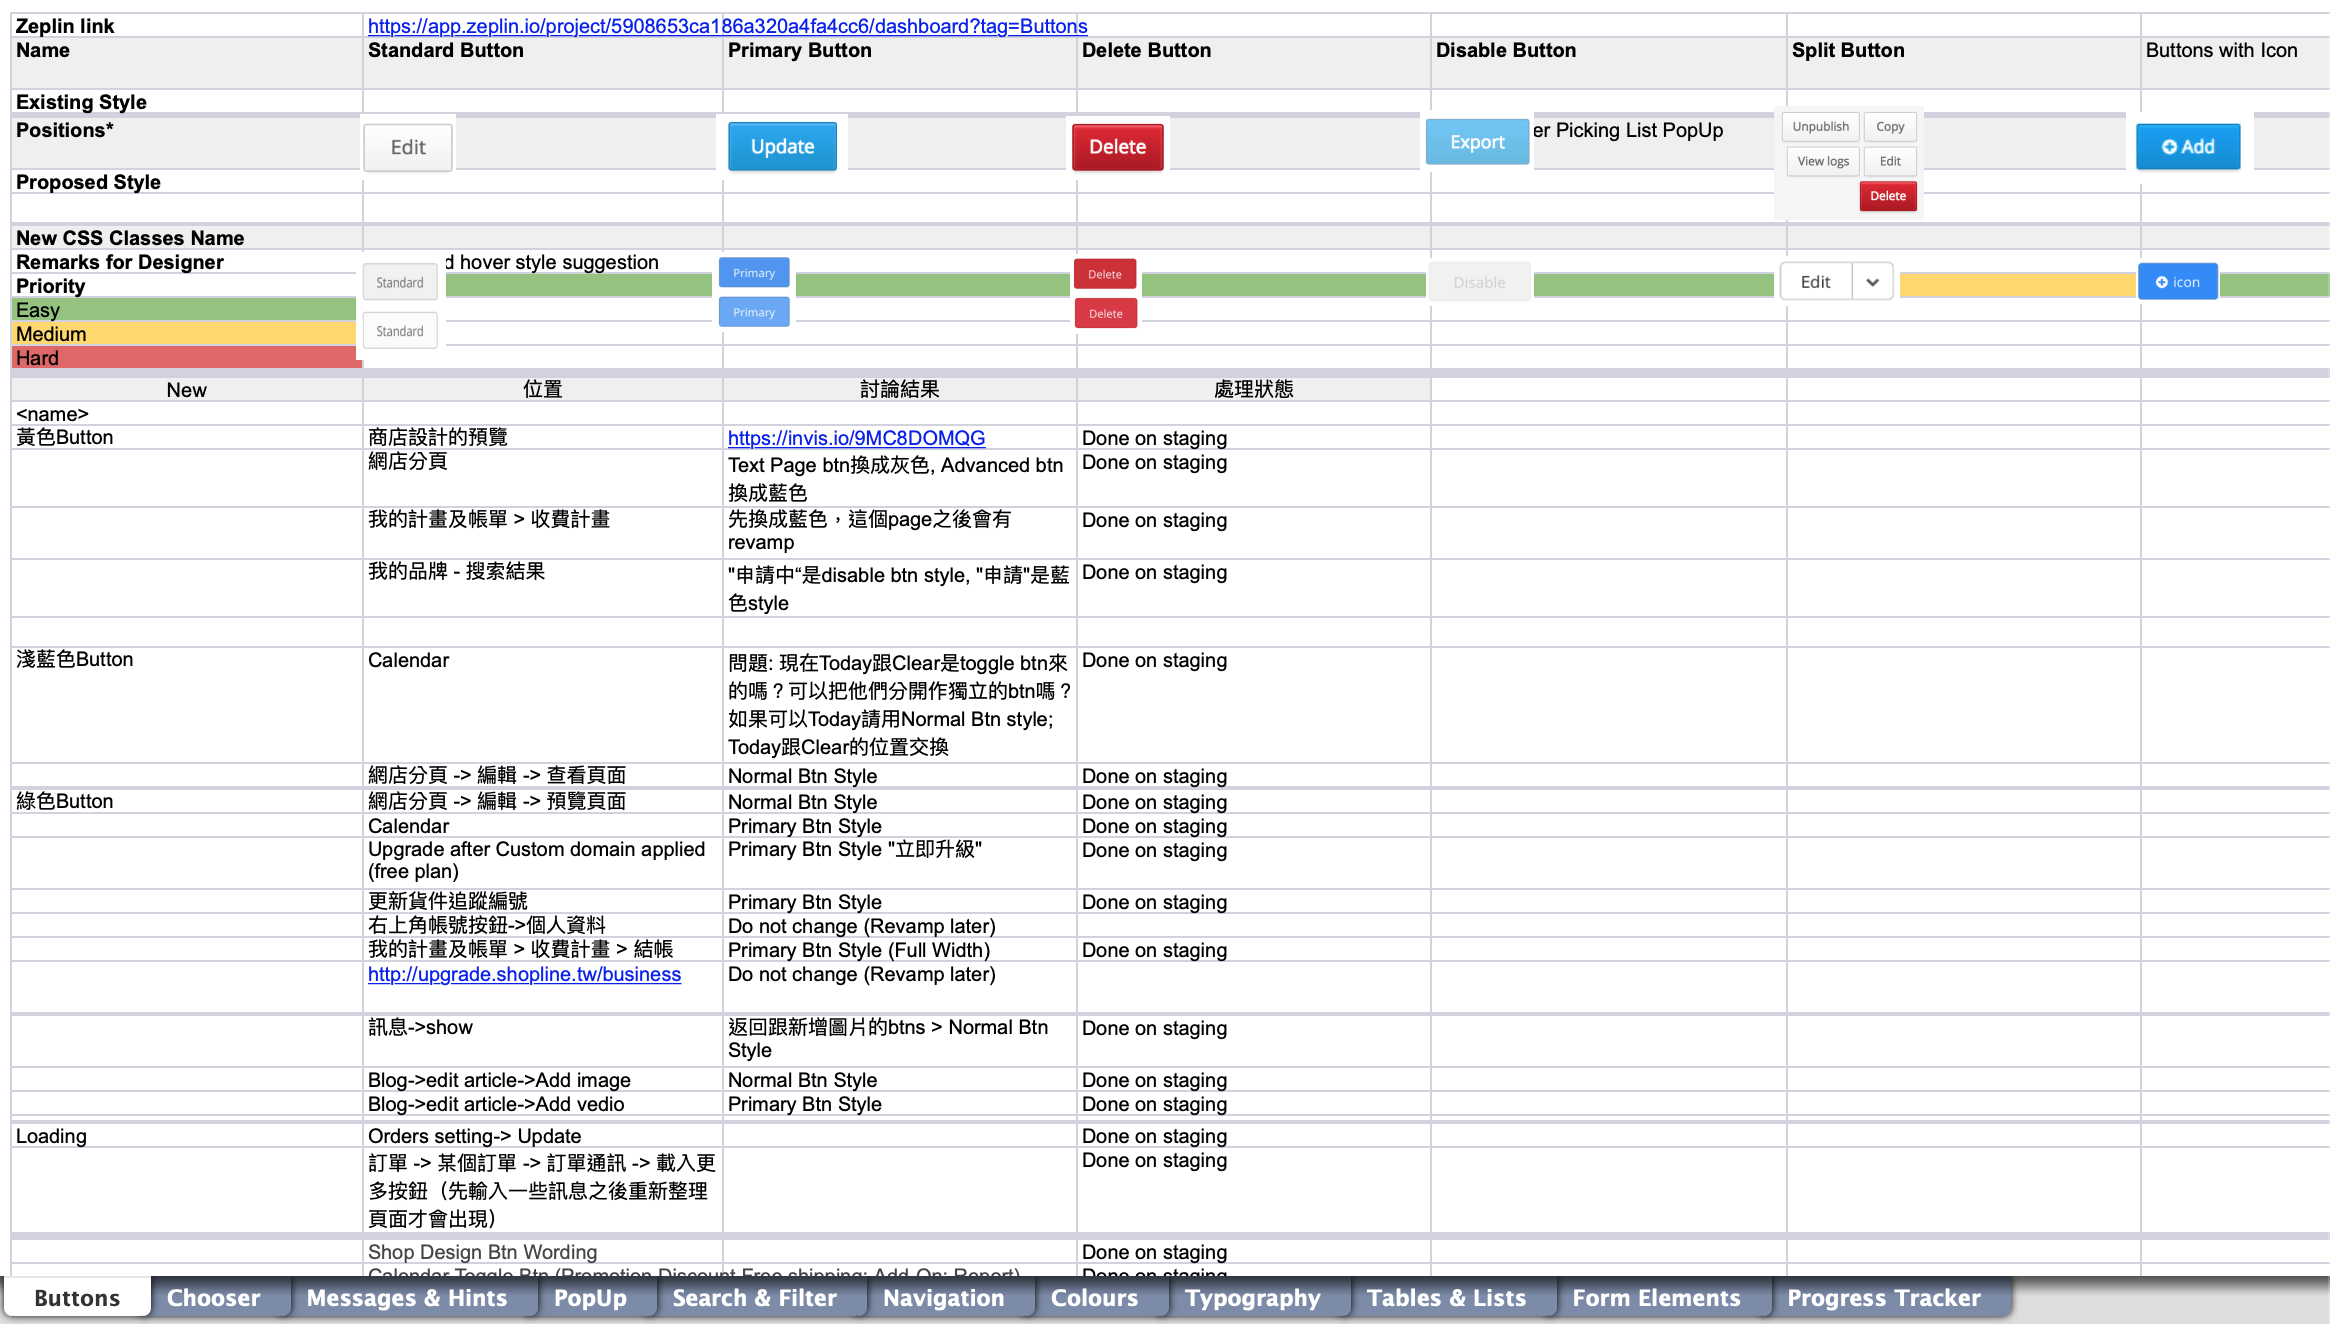 Zeplin link https://app.zeplin.io/project/5908653ca186a320a4fa4cc6/dashboard?tag=Buttons
Name Standard Button Primary Button Delete Button Disable Button Split Button Buttons with Icon
Existing Style
Positions* er Picking List PopUp
Edit Update Delete Export Unpublish Copy
View logs Edit
Delete
Add
Proposed Style
New CSS Classes Name
Remarks for Designer d hover style suggestion
Priority
Standard Primary Delete Disable Edit icon
Easy
Standard Primary Delete
Medium
Hard
New 位置 討論結果 處理狀態
<name>
黃色Button 商店設計的預覽 https://invis.io/9MC8DOMQG Done on staging
網店分頁 Text Page btn換成灰色, Advanced btn Done on staging
換成藍色
我的計畫及帳單 > 收費計畫 先換成藍色，這個page之後會有 Done on staging
revamp
我的品牌 - 搜索結果 "申請中“是disable btn style, "申請"是藍 Done on staging
色style
淺藍色Button Calendar 問題: 現在Today跟Clear是toggle btn來 Done on staging
的嗎？可以把他們分開作獨立的btn嗎？
如果可以Today請用Normal Btn style;
Today跟Clear的位置交換
網店分頁 -> 編輯 -> 查看頁面 Normal Btn Style Done on staging
綠色Button 網店分頁 -> 編輯 -> 預覽頁面 Normal Btn Style Done on staging
Calendar Primary Btn Style Done on staging
Upgrade after Custom domain applied Primary Btn Style "立即升級" Done on staging
(free plan)
更新貨件追蹤編號 Primary Btn Style Done on staging
右上角帳號按鈕->個人資料 Do not change (Revamp later)
我的計畫及帳單 > 收費計畫 > 結帳 Primary Btn Style (Full Width) Done on staging
http://upgrade.shopline.tw/business Do not change (Revamp later)
訊息->show 返回跟新增圖片的btns > Normal Btn Done on staging
Style
Blog->edit article->Add image Normal Btn Style Done on staging
Blog->edit article->Add vedio Primary Btn Style Done on staging
Loading Orders setting-> Update Done on staging
訂單 -> 某個訂單 -> 訂單通訊 -> 載入更 Done on staging
多按鈕（先輸入一些訊息之後重新整理
頁面才會出現）
Shop Design Btn Wording Done on staging
Calendar Toggle Btn (Promotion Discount Free shipping; Add-On; Report) Done on staging
Buttons Chooser Messages & Hints PopUp Search & Filter Navigation Colours Typography Tables & Lists Form Elements Progress Tracker